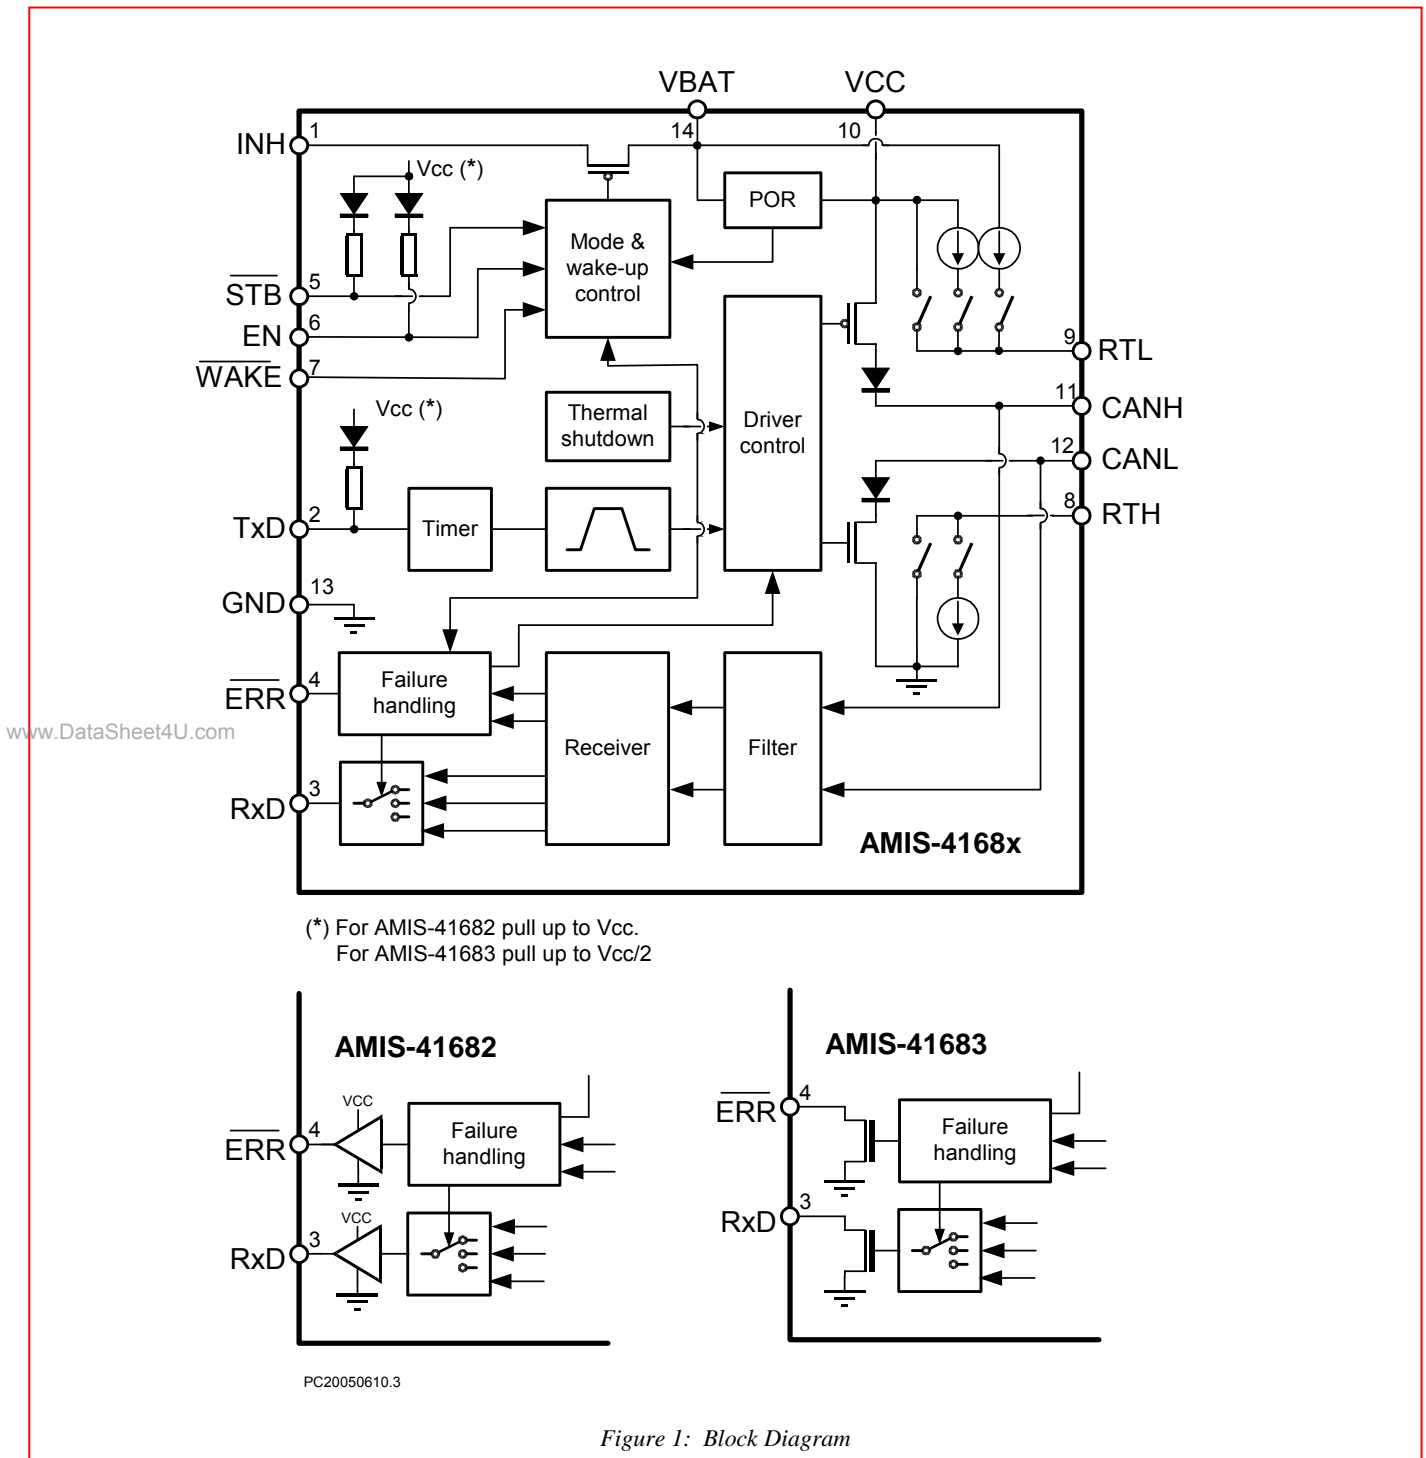 VBAT VCC
INH 1 14 10
Vcc (*)
POR
Mode &
wake-up
control
STB 5
EN 6
WAKE 7
9 RTL
11 CANH
12 CANL
8 RTH
Vcc (*)
Thermal
shutdown
Driver
control
TxD 2
Timer
GND 13
ERR 4
Failure
handling
Receiver
Filter
RxD 3
AMIS-4168x
www.DataSheet4U.com
(*) For AMIS-41682 pull up to Vcc.
For AMIS-41683 pull up to Vcc/2
AMIS-41682
VCC
ERR 4
Failure
handling
VCC
RxD 3
AMIS-41683
ERR 4
Failure
handling
RxD 3
PC20050610.3
Figure 1: Block Diagram